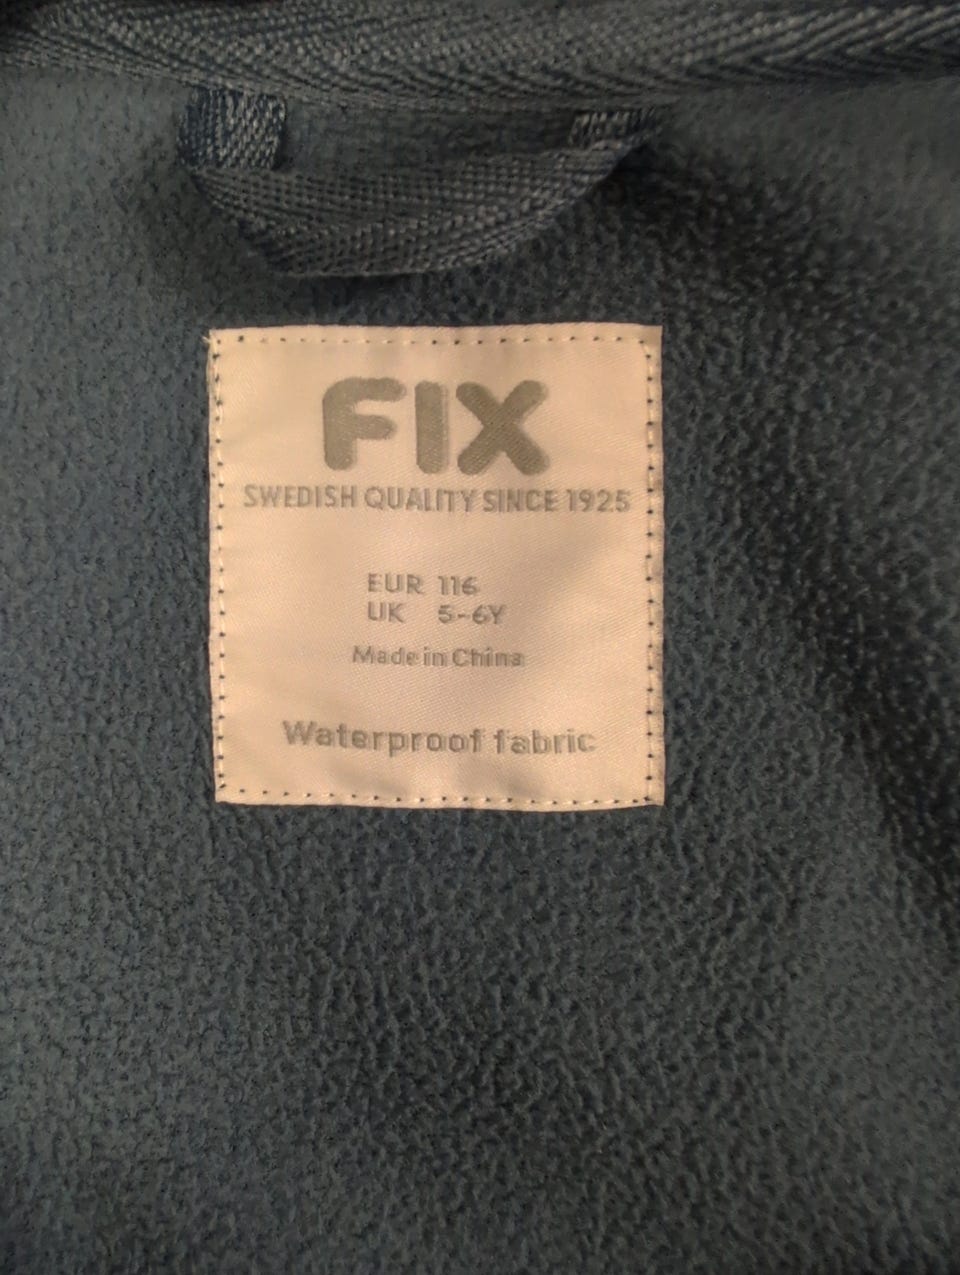 FIX
SWEDISH QUALITY SINCE 1925
EUR 116
UK 5-6Y
Made in China
Waterproof fabric